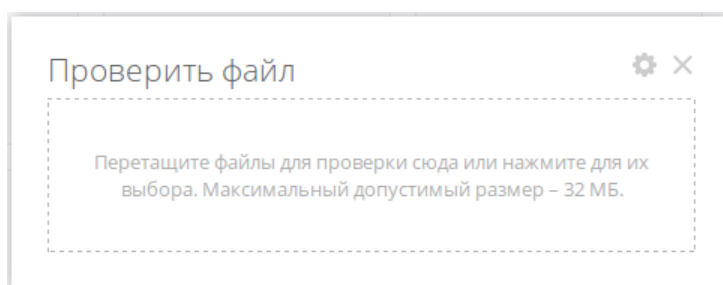 Проверить файл
Перетащите файлы для проверки сюда или нажмите для их
выбора. Максимальный допустимый размер – 32 МБ.